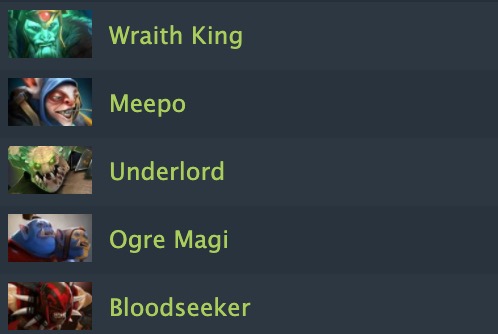 Wraith King
Meepo
Underlord
Ogre Magi
Bloodseeker